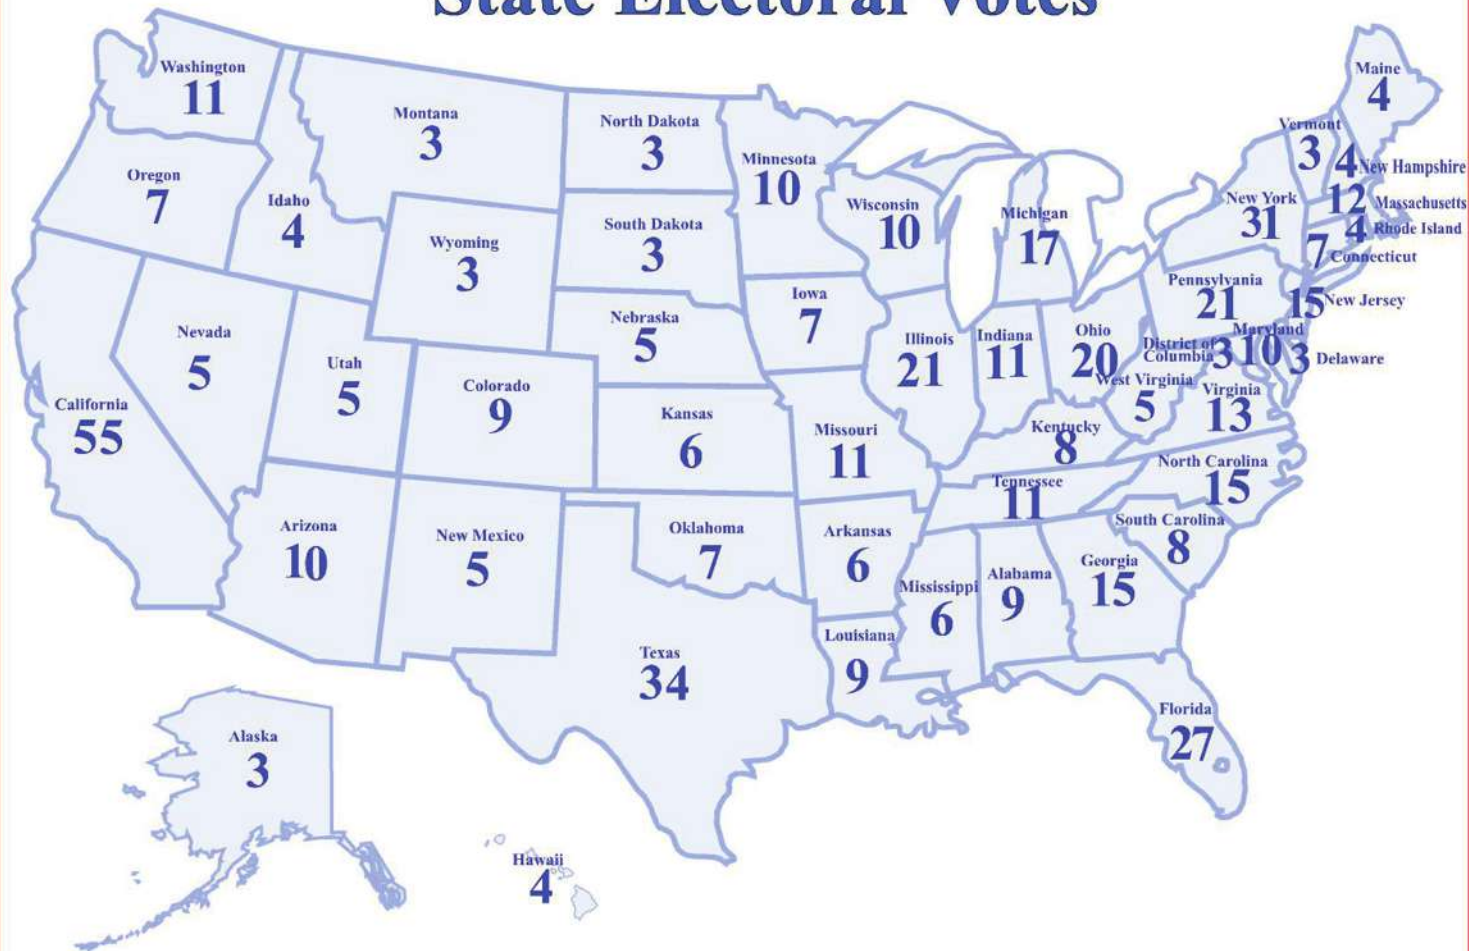 State Electoral Votes
Washington
11
Oregon
7
California
55
Nevada
5
Idaho
4
Montana
3
Wyoming
3
Utah
5
Colorado
9
Arizona
10
New Mexico
5
North Dakota
3
South Dakota
3
Nebraska
5
Kansas
6
Oklahoma
7
Texas
34
Minnesota
10
Iowa
7
Missouri
11
Arkansas
6
Louisiana
9
Wisconsin
10
Illinois
21
Michigan
17
Indiana
11
Ohio
20
Kentucky
8
Tennessee
11
Mississippi
6
Alabama
9
Georgia
15
Florida
27
South Carolina
8
North Carolina
15
Virginia
13
West Virginia
5
District of
Columbia
3
Maryland
10
Delaware
3
Pennsylvania
21
New Jersey
15
New York
31
Connecticut
7
Rhode Island
4
Massachusetts
12
New Hampshire
4
Vermont
3
Maine
4
Alaska
3
Hawaii
4